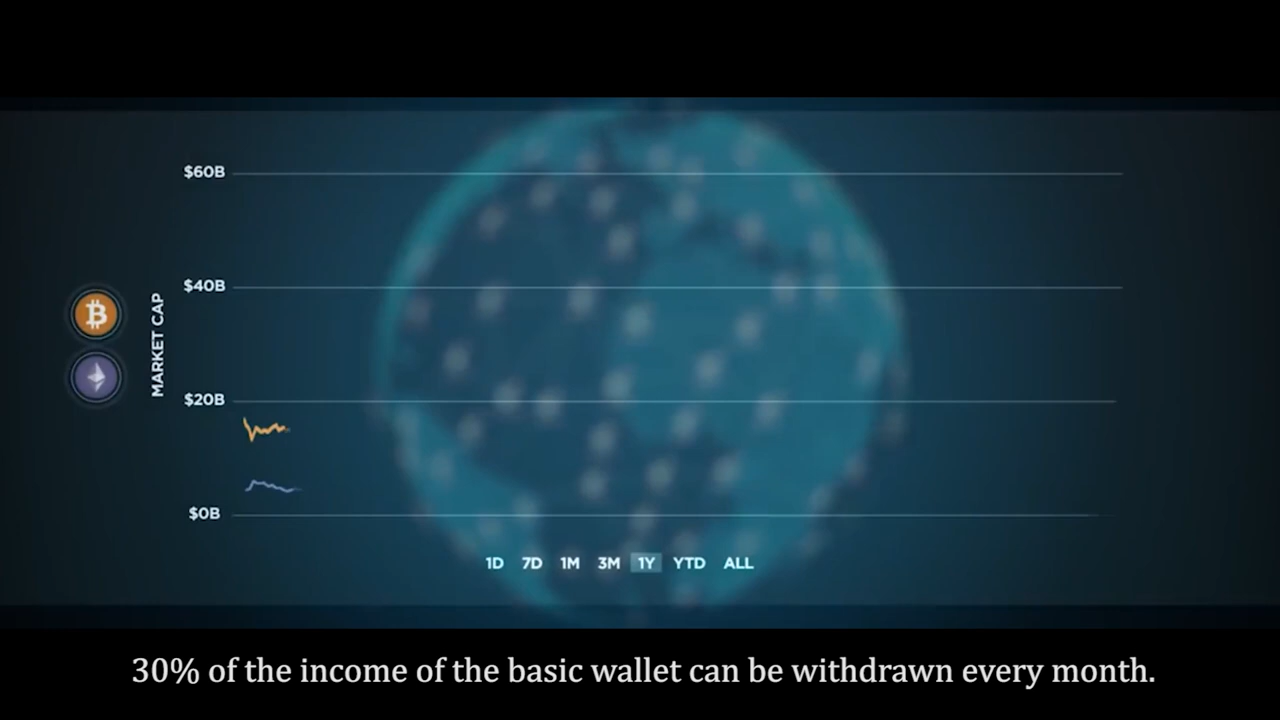 $60B
$40B
MARKET CAP
$20B
$0B
1D 7D 1M 3M 1Y YTD ALL
30% of the income of the basic wallet can be withdrawn every month.